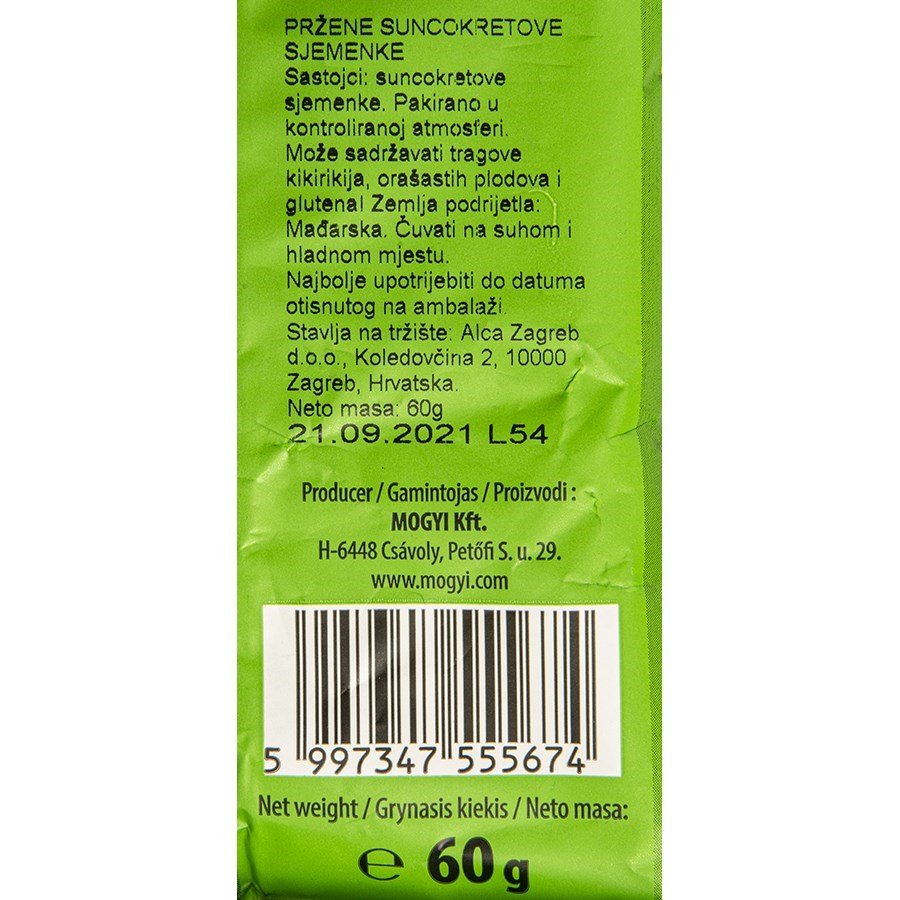 PRŽENE SUNCOKRETOVE
SJEMENKE
Sastojci: suncokretove
sjemenke. Pakirano u
kontroliranoj atmosferi.
Može sadržavati tragove
kikirikija, orašastih plodova i
glutena! Zemlja podrijetla:
Mađarska. Čuvati na suhom i
hladnom mjestu.
Najbolje upotrijebiti do datuma
otisnutog na ambalaži.
Stavlja na tržište: Alca Zagreb
d.o.o., Koledovčina 2, 10000
Zagreb, Hrvatska.
Neto masa: 60g
21.09.2021 L54
Producer / Gamintojas / Proizvodi :
MOGYI Kft.
H-6448 Csávoly, Petőfi S. u. 29.
www.mogyi.com
5 997347 555674
Net weight / Grynasis kiekis / Neto masa:
℮ 60 g